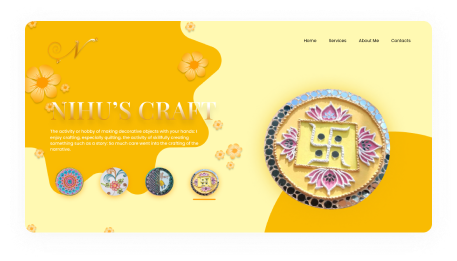 N
Home Services About Me Contacts
NIHU'S CRAFT
The activity or hobby of making decorative objects with your hands: I
enjoy crafting, especially quilting. the activity of skillfully creating
something such as a story: So much care went into the crafting of the
narrative.